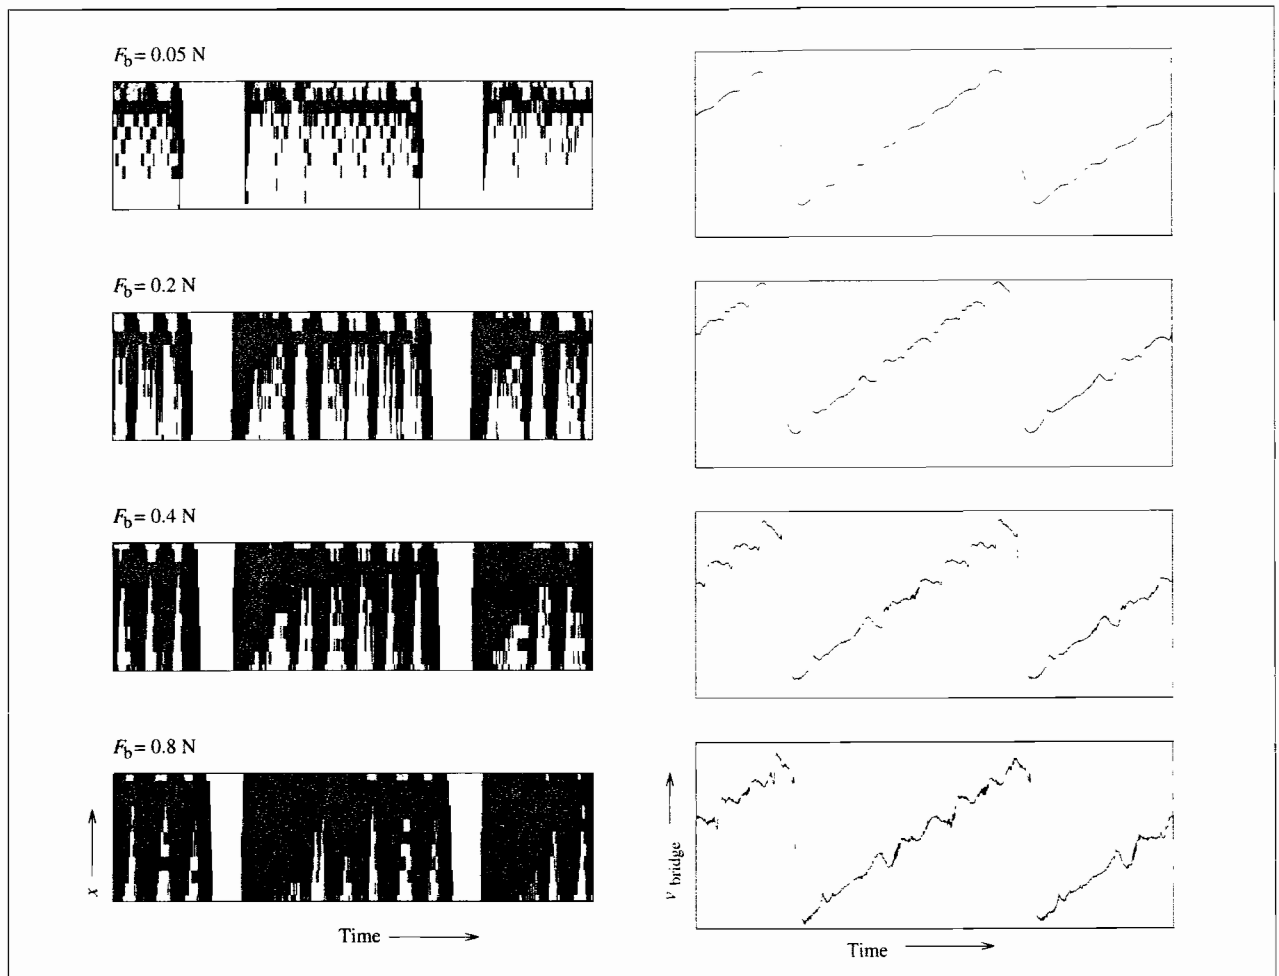 F_b = 0.05 N
F_b = 0.2 N
F_b = 0.4 N
F_b = 0.8 N
x
Time
v bridge
Time